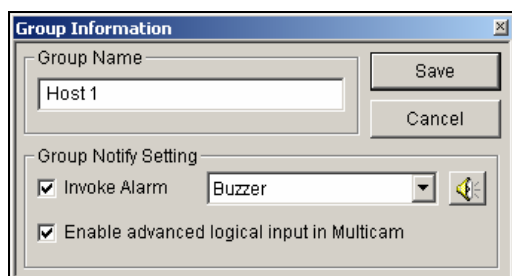 Group Information
Group Name
Host 1
Save
Cancel
Group Notify Setting
Invoke Alarm
Buzzer
Enable advanced logical input in Multicam